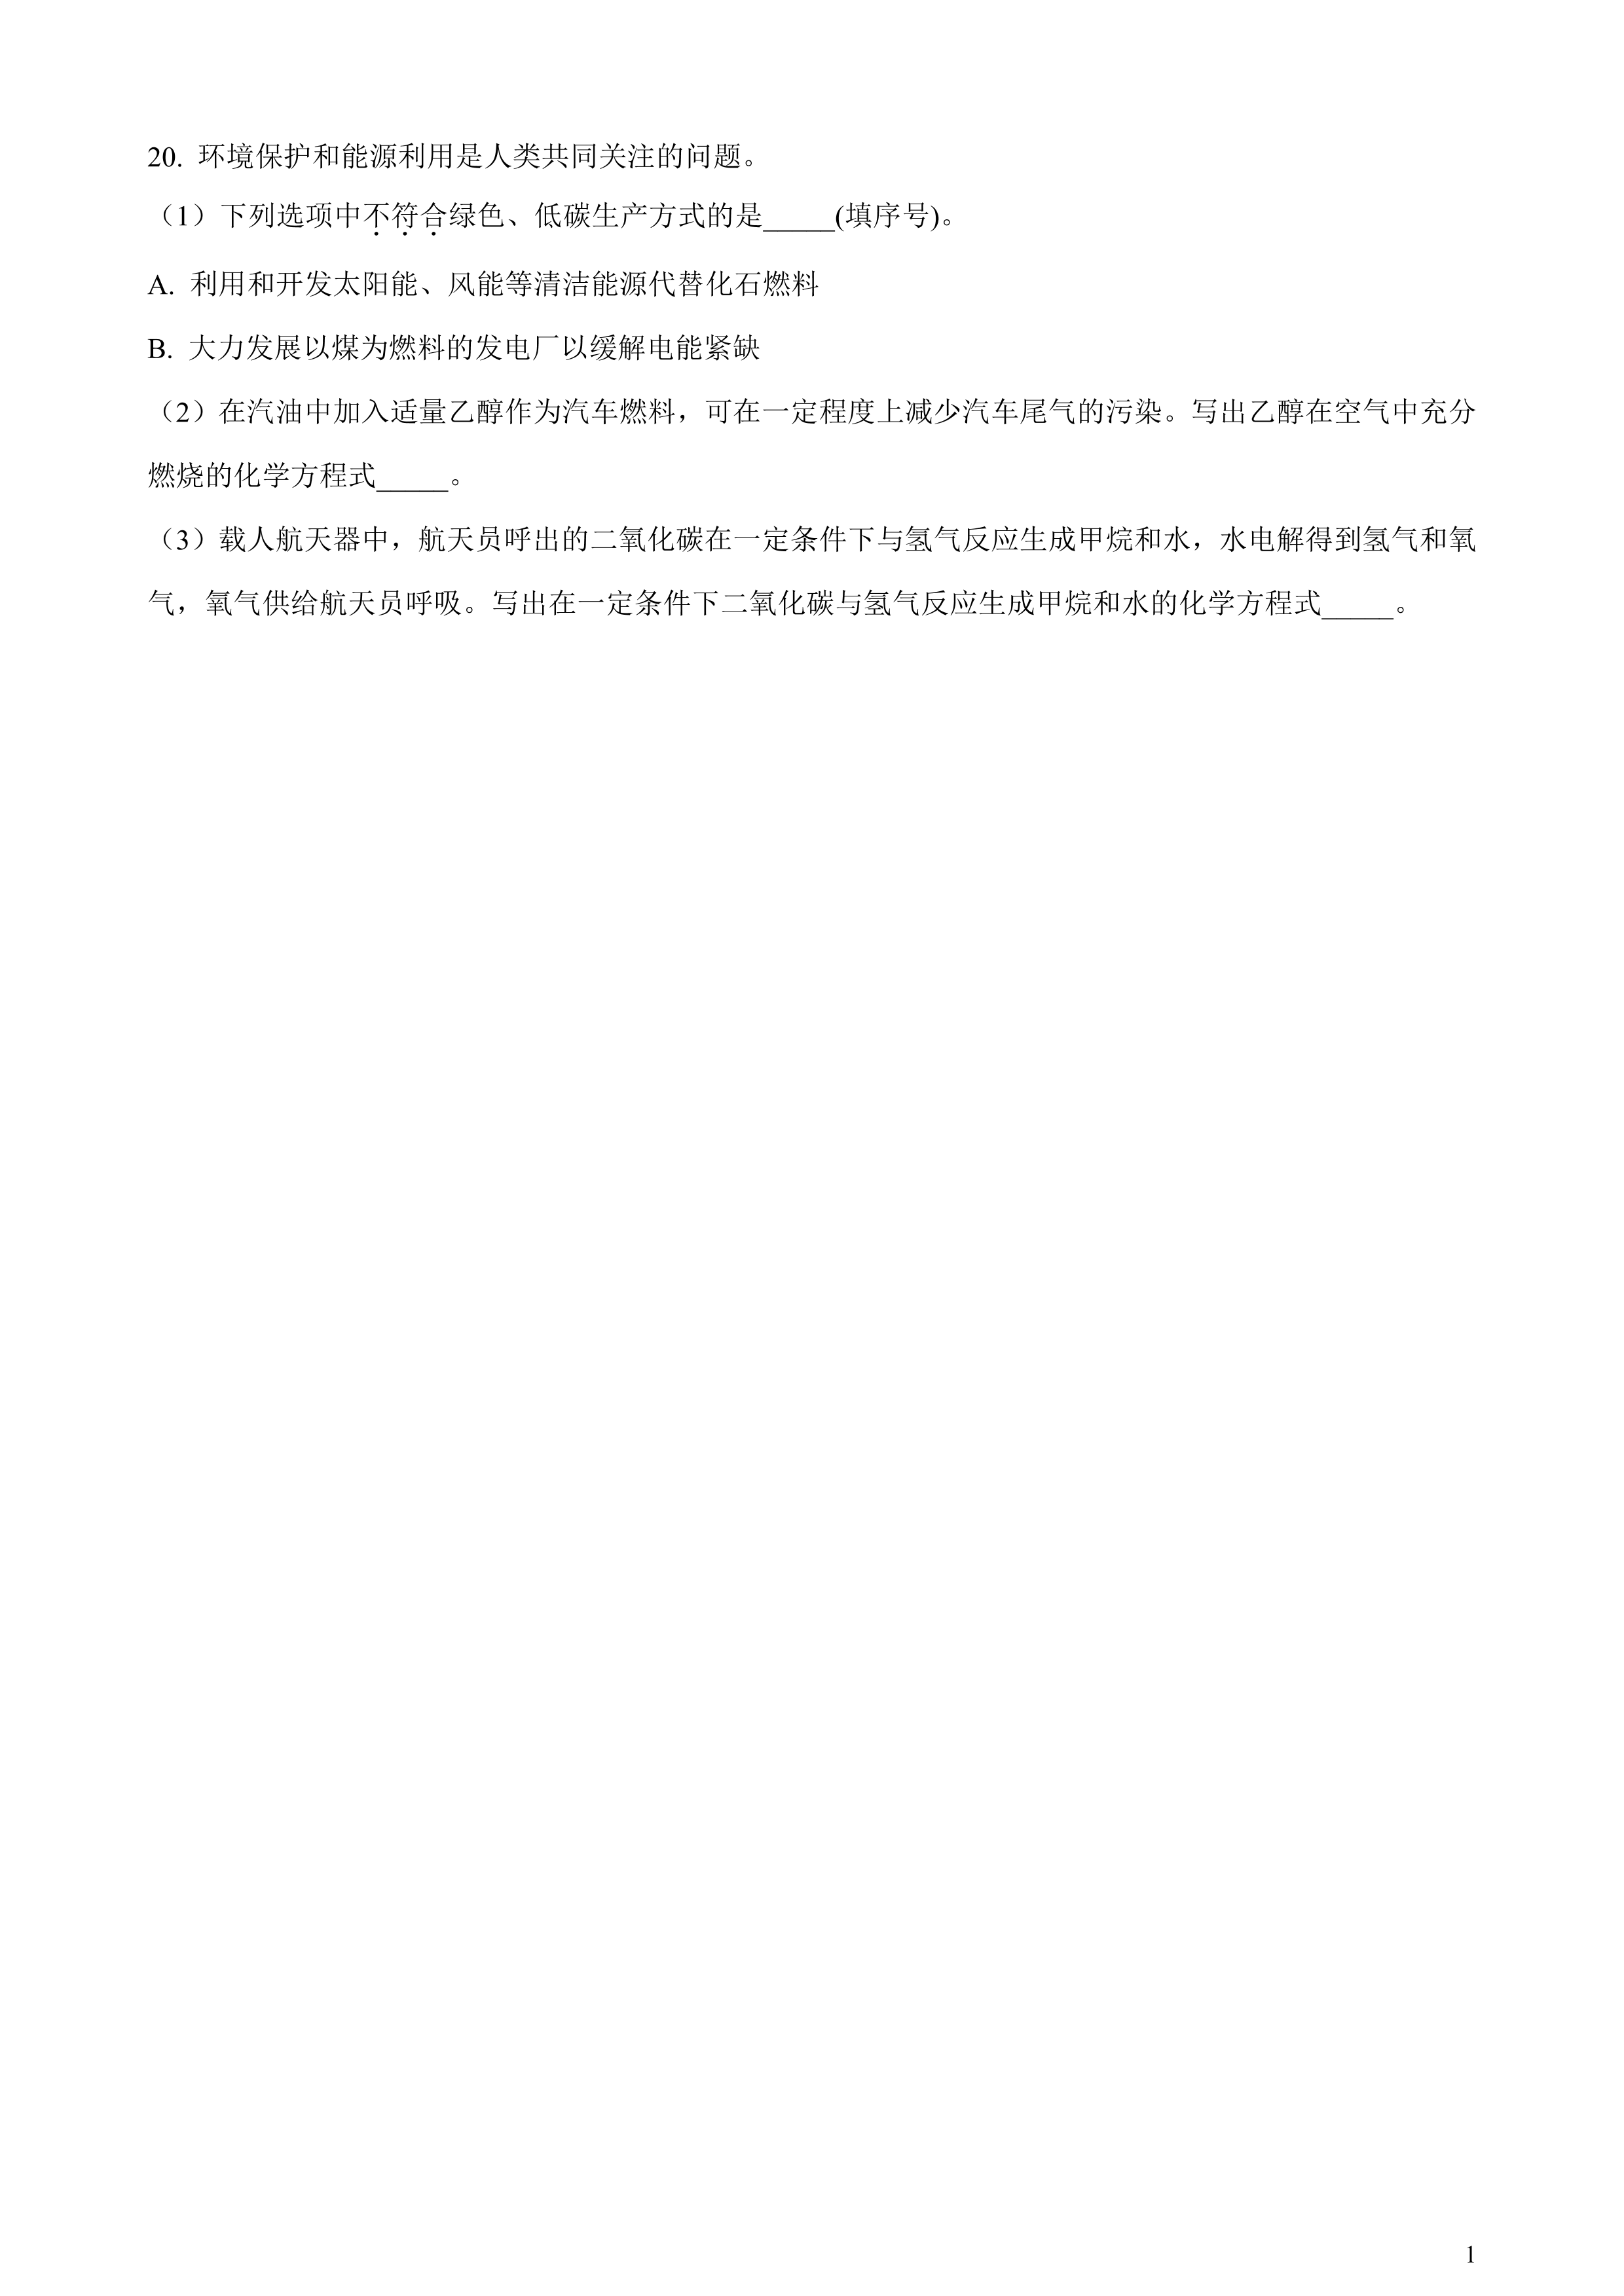 20. 环境保护和能源利用是人类共同关注的问题。
（1）下列选项中不符合绿色、低碳生产方式的是_____(填序号)。
A. 利用和开发太阳能、风能等清洁能源代替化石燃料
B. 大力发展以煤为燃料的发电厂以缓解电能紧缺
（2）在汽油中加入适量乙醇作为汽车燃料，可在一定程度上减少汽车尾气的污染。写出乙醇在空气中充分
燃烧的化学方程式_____。
（3）载人航天器中，航天员呼出的二氧化碳在一定条件下与氢气反应生成甲烷和水，水电解得到氢气和氧
气，氧气供给航天员呼吸。写出在一定条件下二氧化碳与氢气反应生成甲烷和水的化学方程式_____。
1